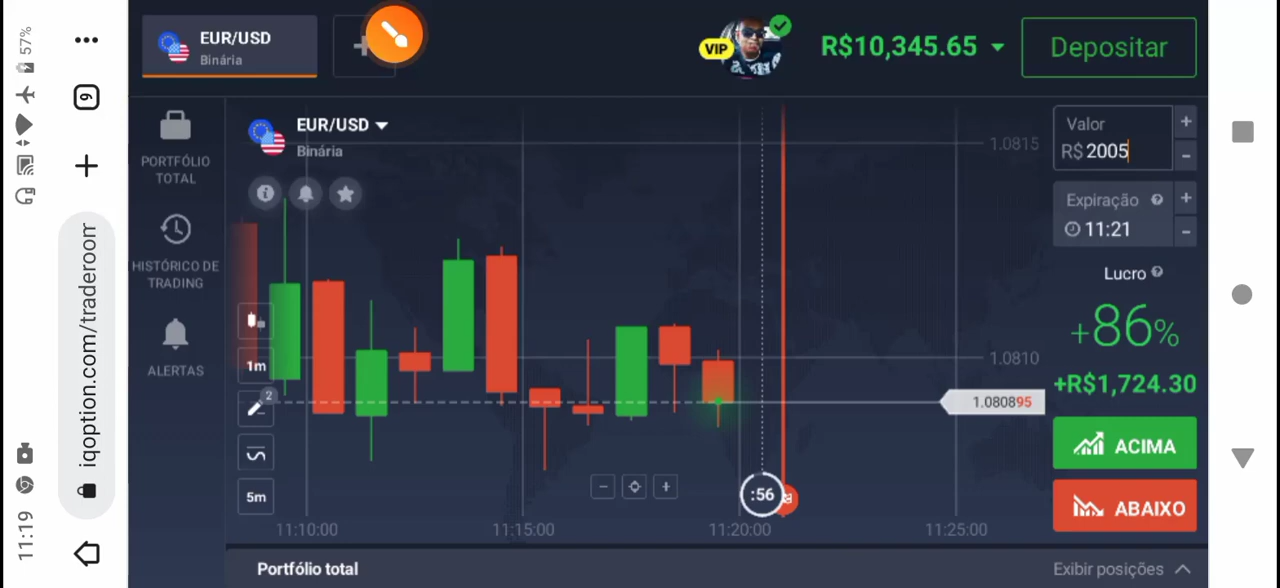 57%
11:19
9
iqoption.com/traderoom
EUR/USD
Binária
VIP
R$10,345.65
Depositar
PORTFÓLIO
TOTAL
HISTÓRICO DE
TRADING
ALERTAS
EUR/USD
Binária
1m
2
5m
1.0815
1.0810
1.080895
:56
11:10:00
11:15:00
11:20:00
11:25:00
Valor
R$ 2005
Expiração
11:21
Lucro
+86%
+R$1,724.30
ACIMA
ABAIXO
Portfólio total
Exibir posições